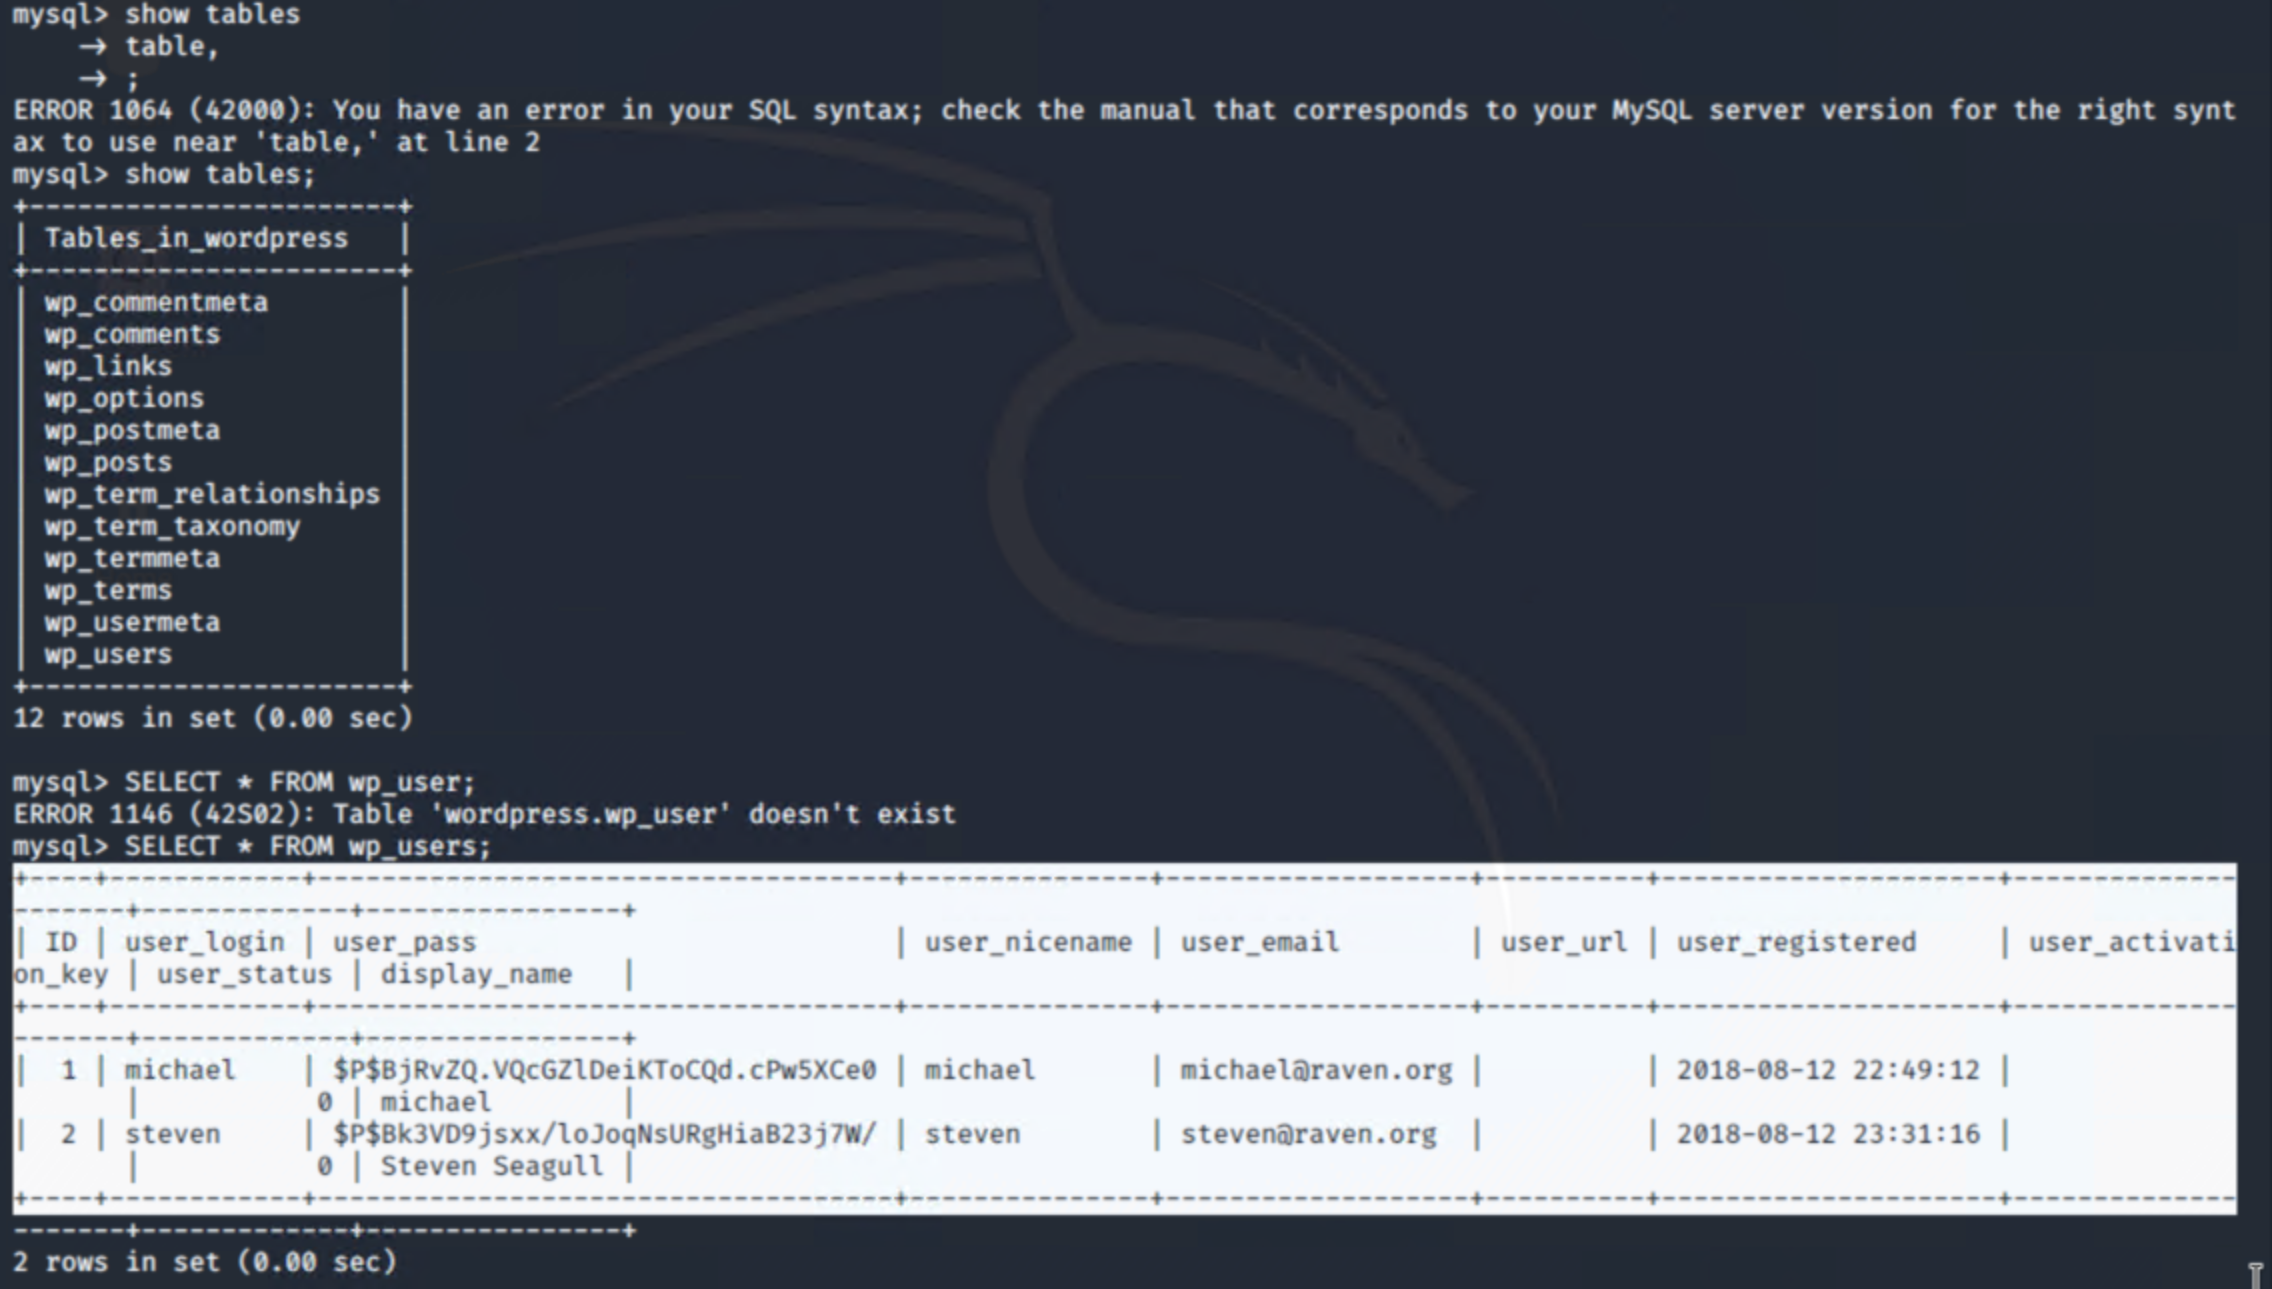 mysql> show tables
    → table,
    → ;
ERROR 1064 (42000): You have an error in your SQL syntax; check the manual that corresponds to your MySQL server version for the right synt
ax to use near 'table,' at line 2
mysql> show tables;
+-----------------------+
| Tables_in_wordpress   |
+-----------------------+
| wp_commentmeta        |
| wp_comments           |
| wp_links              |
| wp_options            |
| wp_postmeta           |
| wp_posts              |
| wp_term_relationships |
| wp_term_taxonomy      |
| wp_termmeta           |
| wp_terms              |
| wp_usermeta           |
| wp_users              |
+-----------------------+
12 rows in set (0.00 sec)
mysql> SELECT * FROM wp_user;
ERROR 1146 (42S02): Table 'wordpress.wp_user' doesn't exist
mysql> SELECT * FROM wp_users;
+----+------------+------------------------------------+---------------+-------------------+----------+---------------------+--------------
-------+-------------+----------------+
| ID | user_login | user_pass                          | user_nicename | user_email        | user_url | user_registered     | user_activati
on_key | user_status | display_name   |
+----+------------+------------------------------------+---------------+-------------------+----------+---------------------+--------------
-------+-------------+----------------+
|  1 | michael    | $P$BjRvZQ.VQcGZlDeiKToCQd.cPw5XCe0 | michael       | michael@raven.org |          | 2018-08-12 22:49:12 |
       |           0 | michael        |
|  2 | steven     | $P$Bk3VD9jsxx/loJoqNsURgHiaB23j7W/ | steven        | steven@raven.org  |          | 2018-08-12 23:31:16 |
       |           0 | Steven Seagull |
+----+------------+------------------------------------+---------------+-------------------+----------+---------------------+--------------
-------+-------------+----------------+
2 rows in set (0.00 sec)